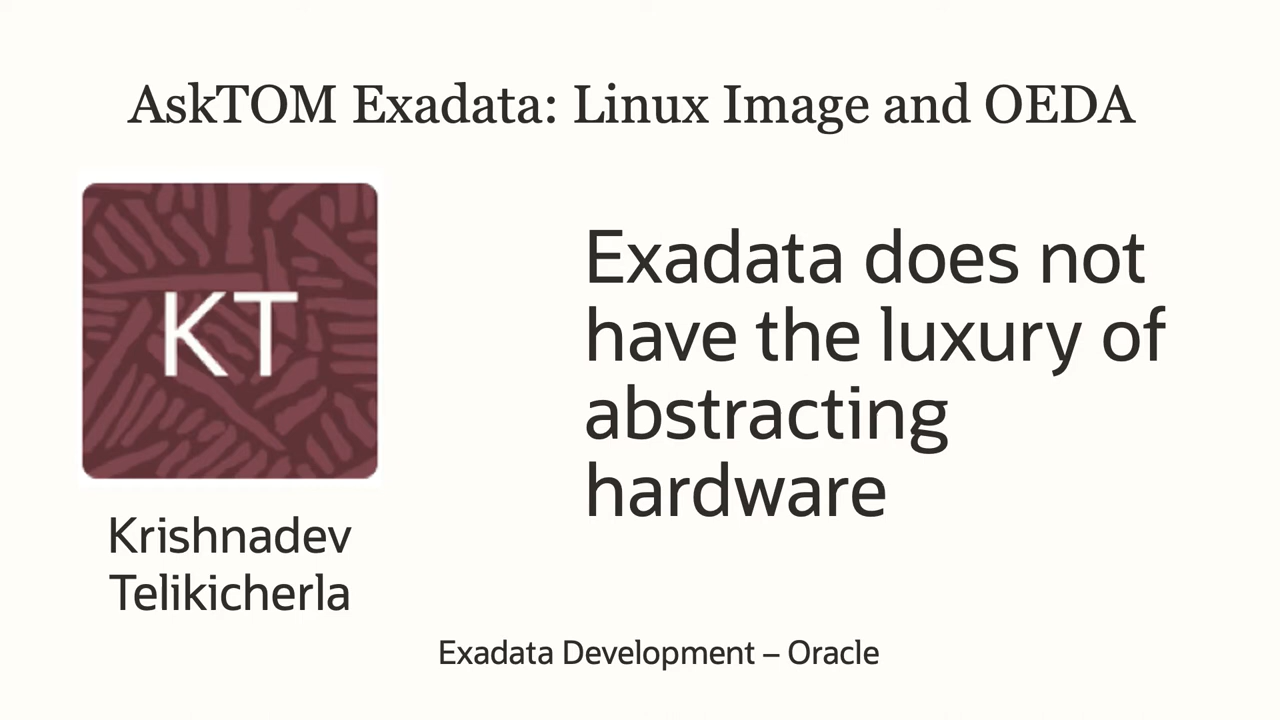 AskTOM Exadata: Linux Image and OEDA
KT
Krishnadev
Telikicherla
Exadata does not
have the luxury of
abstracting
hardware
Exadata Development – Oracle